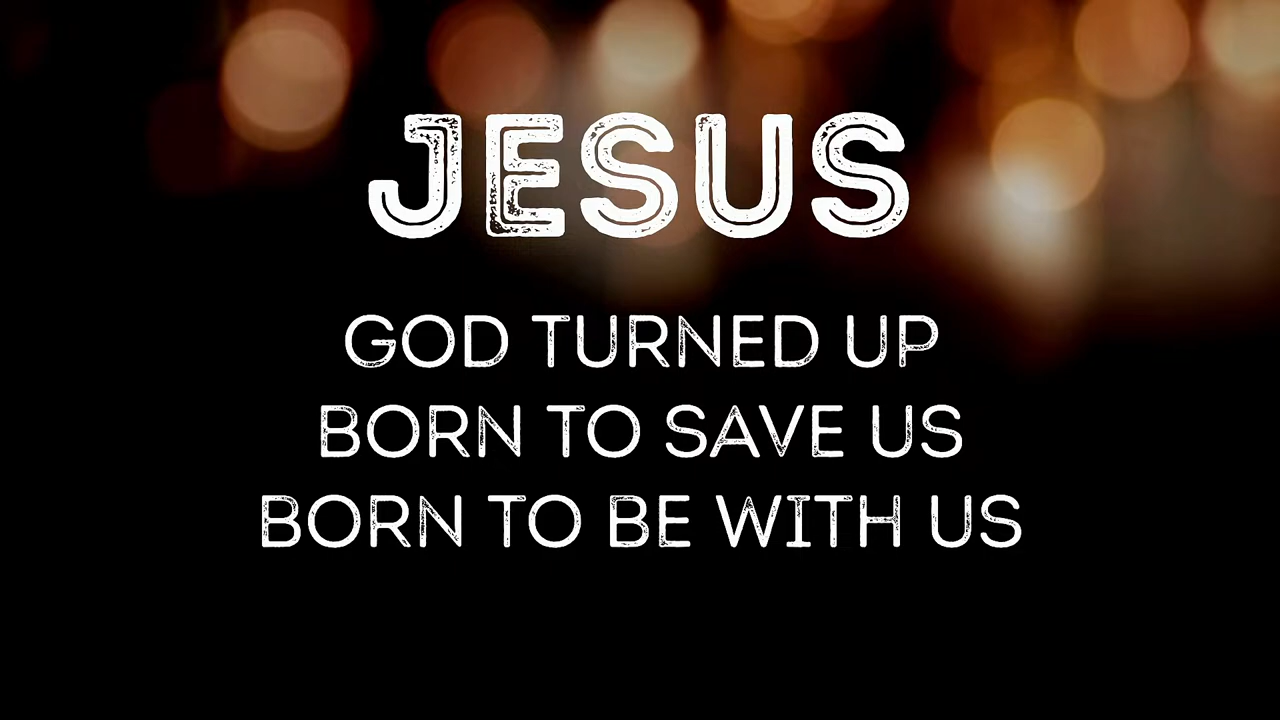 JESUS
GOD TURNED UP
BORN TO SAVE US
BORN TO BE WITH US